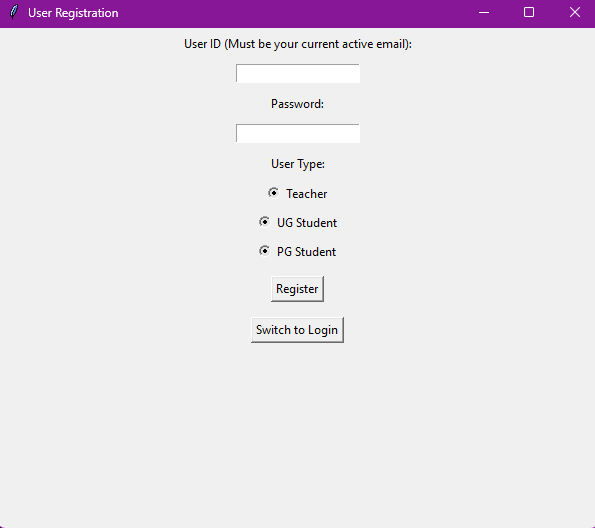 User Registration
User ID (Must be your current active email):
Password:
User Type:
Teacher
UG Student
PG Student
Register
Switch to Login